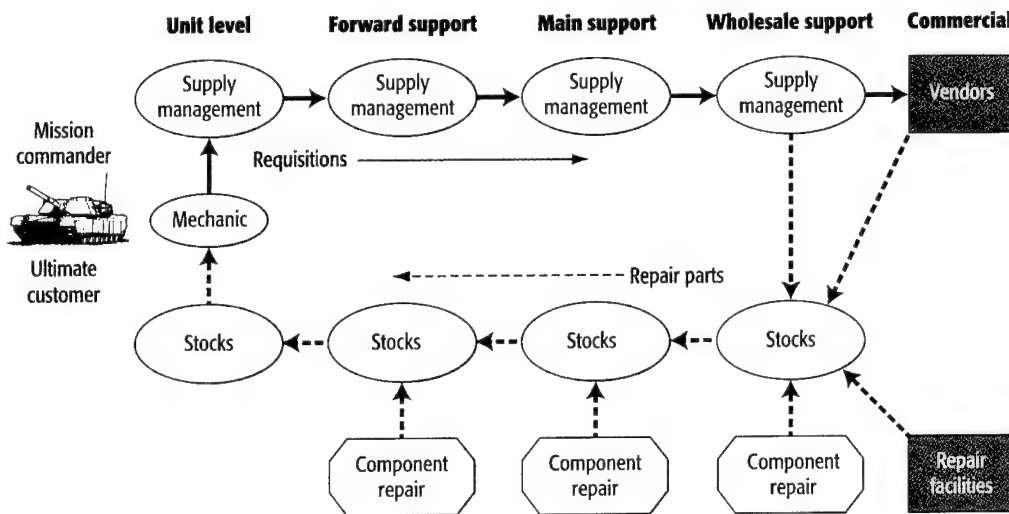 Unit level
Forward support
Main support
Wholesale support
Commercial
Supply
management
Supply
management
Supply
management
Supply
management
Vendors
Mission
commander
Requisitions
Mechanic
Ultimate
customer
Repair parts
Stocks
Stocks
Stocks
Stocks
Component
repair
Component
repair
Component
repair
Repair
facilities